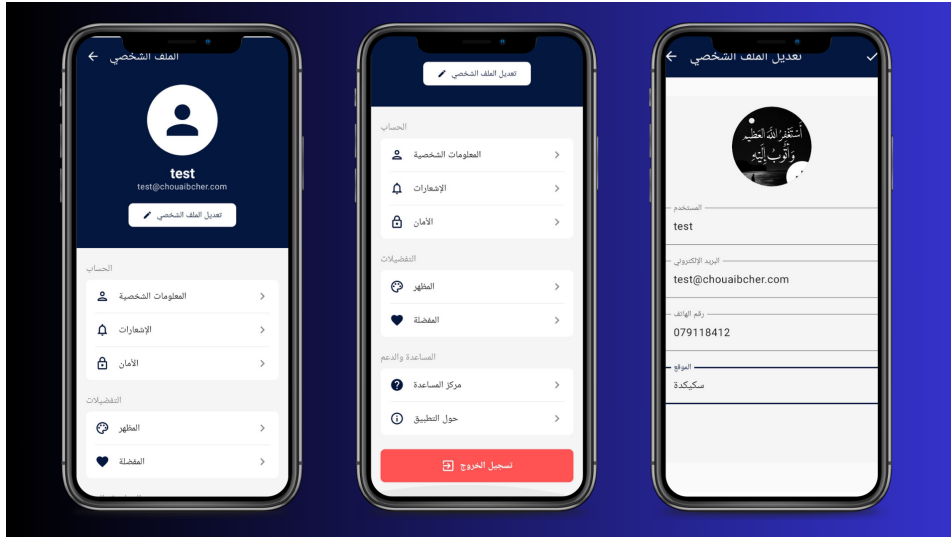 الملف الشخصي
test
test@chouaibcher.com
تعديل الملف الشخصي
الحساب
المعلومات الشخصية
الإشعارات
الأمان
التفضيلات
المظهر
المفضلة
تعديل الملف الشخصي
الحساب
المعلومات الشخصية
الإشعارات
الأمان
التفضيلات
المظهر
المفضلة
المساعدة والدعم
مركز المساعدة
حول التطبيق
تسجيل الخروج
تعديل الملف الشخصي
أستغفر الله العظيم
وأتوب إليه
المستخدم
test
البريد الإلكتروني
test@chouaibcher.com
رقم الهاتف
079118412
الموقع
سكيكدة